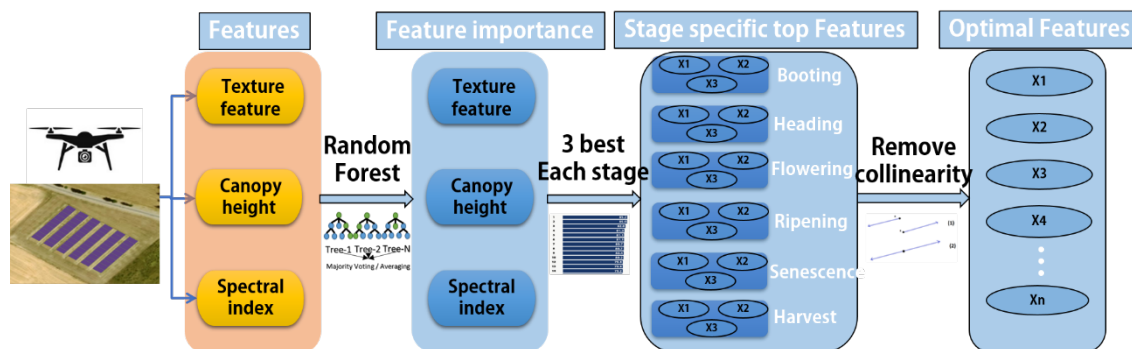 Features
Feature importance
Stage specific top Features
Optimal Features
Texture
feature
Canopy
height
Spectral
index
Random
Forest
Tree-1 Tree-2 Tree-N
Majority Voting / Averaging
Texture
feature
Canopy
height
Spectral
index
3 best
Each stage
X1 X2
X3
Booting
X1 X2
X3
Heading
X1 X2
X3
Flowering
X1 X2
X3
Ripening
X1 X2
X3
Senescence
X1 X2
X3
Harvest
Remove
collinearity
(1)
(2)
X1
X2
X3
X4
Xn